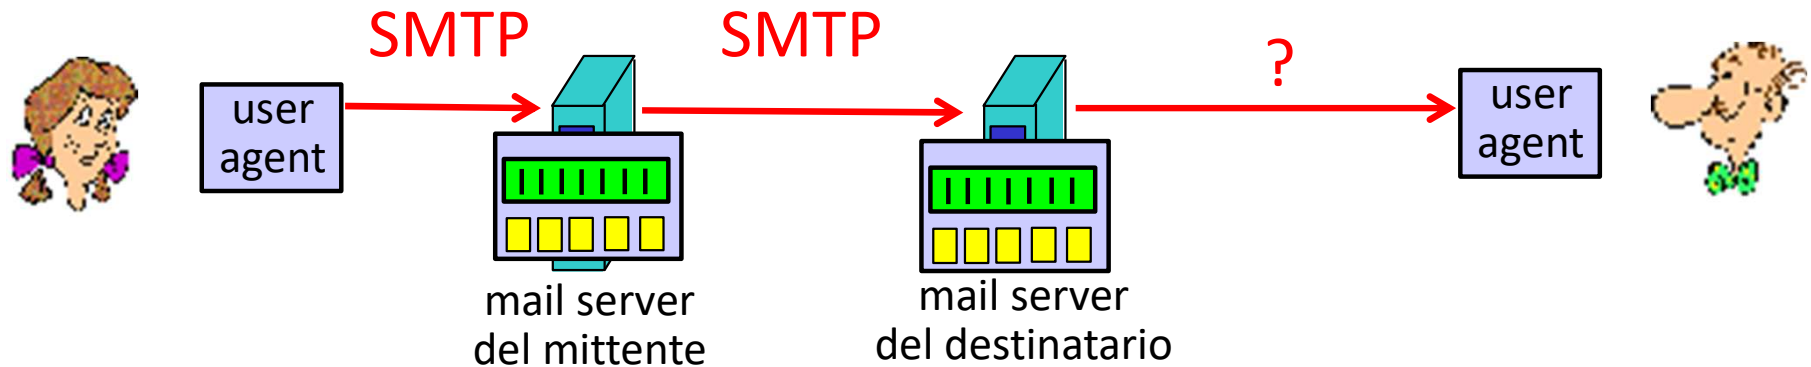 SMTP
SMTP
?
user
agent
user
agent
mail server
del mittente
mail server
del destinatario